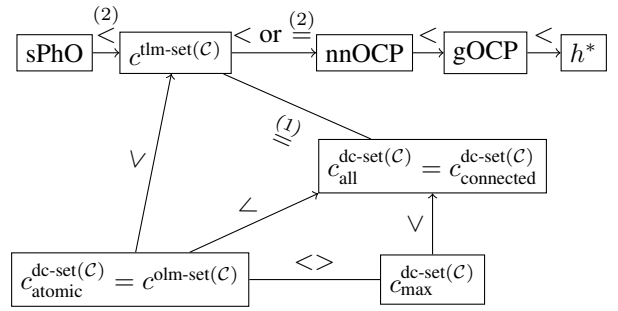 (2) (2)
< < or = < <
sPhO c^tlm-set(𝒞) nnOCP gOCP h*
(1)
=
c_all^dc-set(𝒞) = c_connected^dc-set(𝒞)
< < <
<>
c_atomic^dc-set(𝒞) = c^olm-set(𝒞) c_max^dc-set(𝒞)